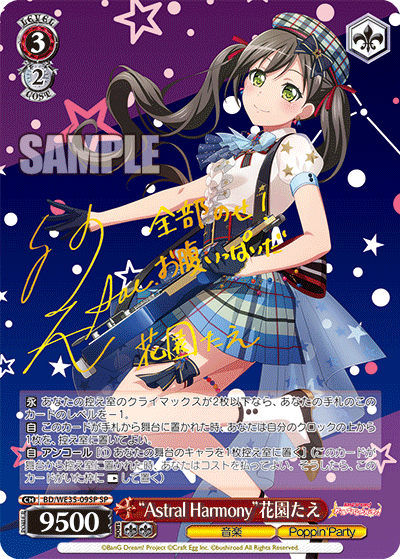 LEVEL
3
2
COST
SAMPLE
全部のせ!
お腹いっぱいだ
花園たえ
永 あなたの控え室のクライマックスが2枚以下なら、あなたの手札のこの
カードのレベルを－1。
自 このカードが手札から舞台に置かれた時、あなたは自分のクロックの上から
1枚を、控え室に置いてよい。
自 アンコール [(1) あなたの舞台のキャラを1枚控え室に置く] (このカードが
舞台から控え室に置かれた時、あなたはコストを払ってよい。そうしたら、この
カードがいた枠に
置く)
CH BD/WE35-09SP SP
9500
"Astral Harmony"花園たえ
音楽
Poppin'Party
©BanG Dream! Project ©Craft Egg Inc. ©bushiroad All Rights Reserved.